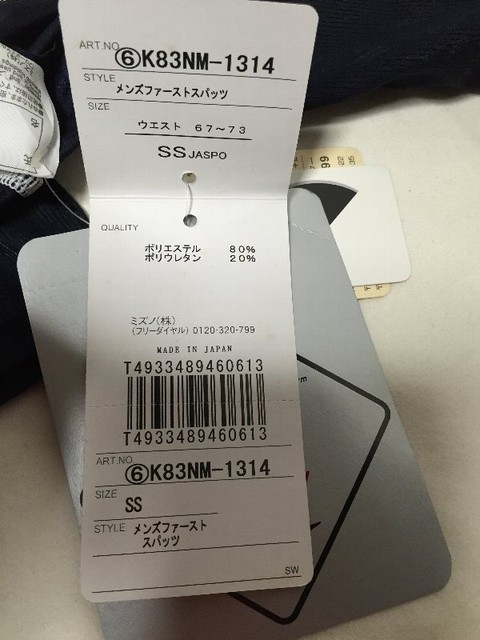 ART.NO ⑥K83NM-1314
STYLE
メンズファーストスパッツ
SIZE
ウエスト 67～73
SS JASPO
QUALITY
ポリエステル 80%
ポリウレタン 20%
ミズノ(株)
(フリーダイヤル) 0120-320-799
MADE IN JAPAN
T4933489460613
T4933489460613
ART.NO ⑥K83NM-1314
SIZE SS
STYLE メンズファースト
スパッツ
SW